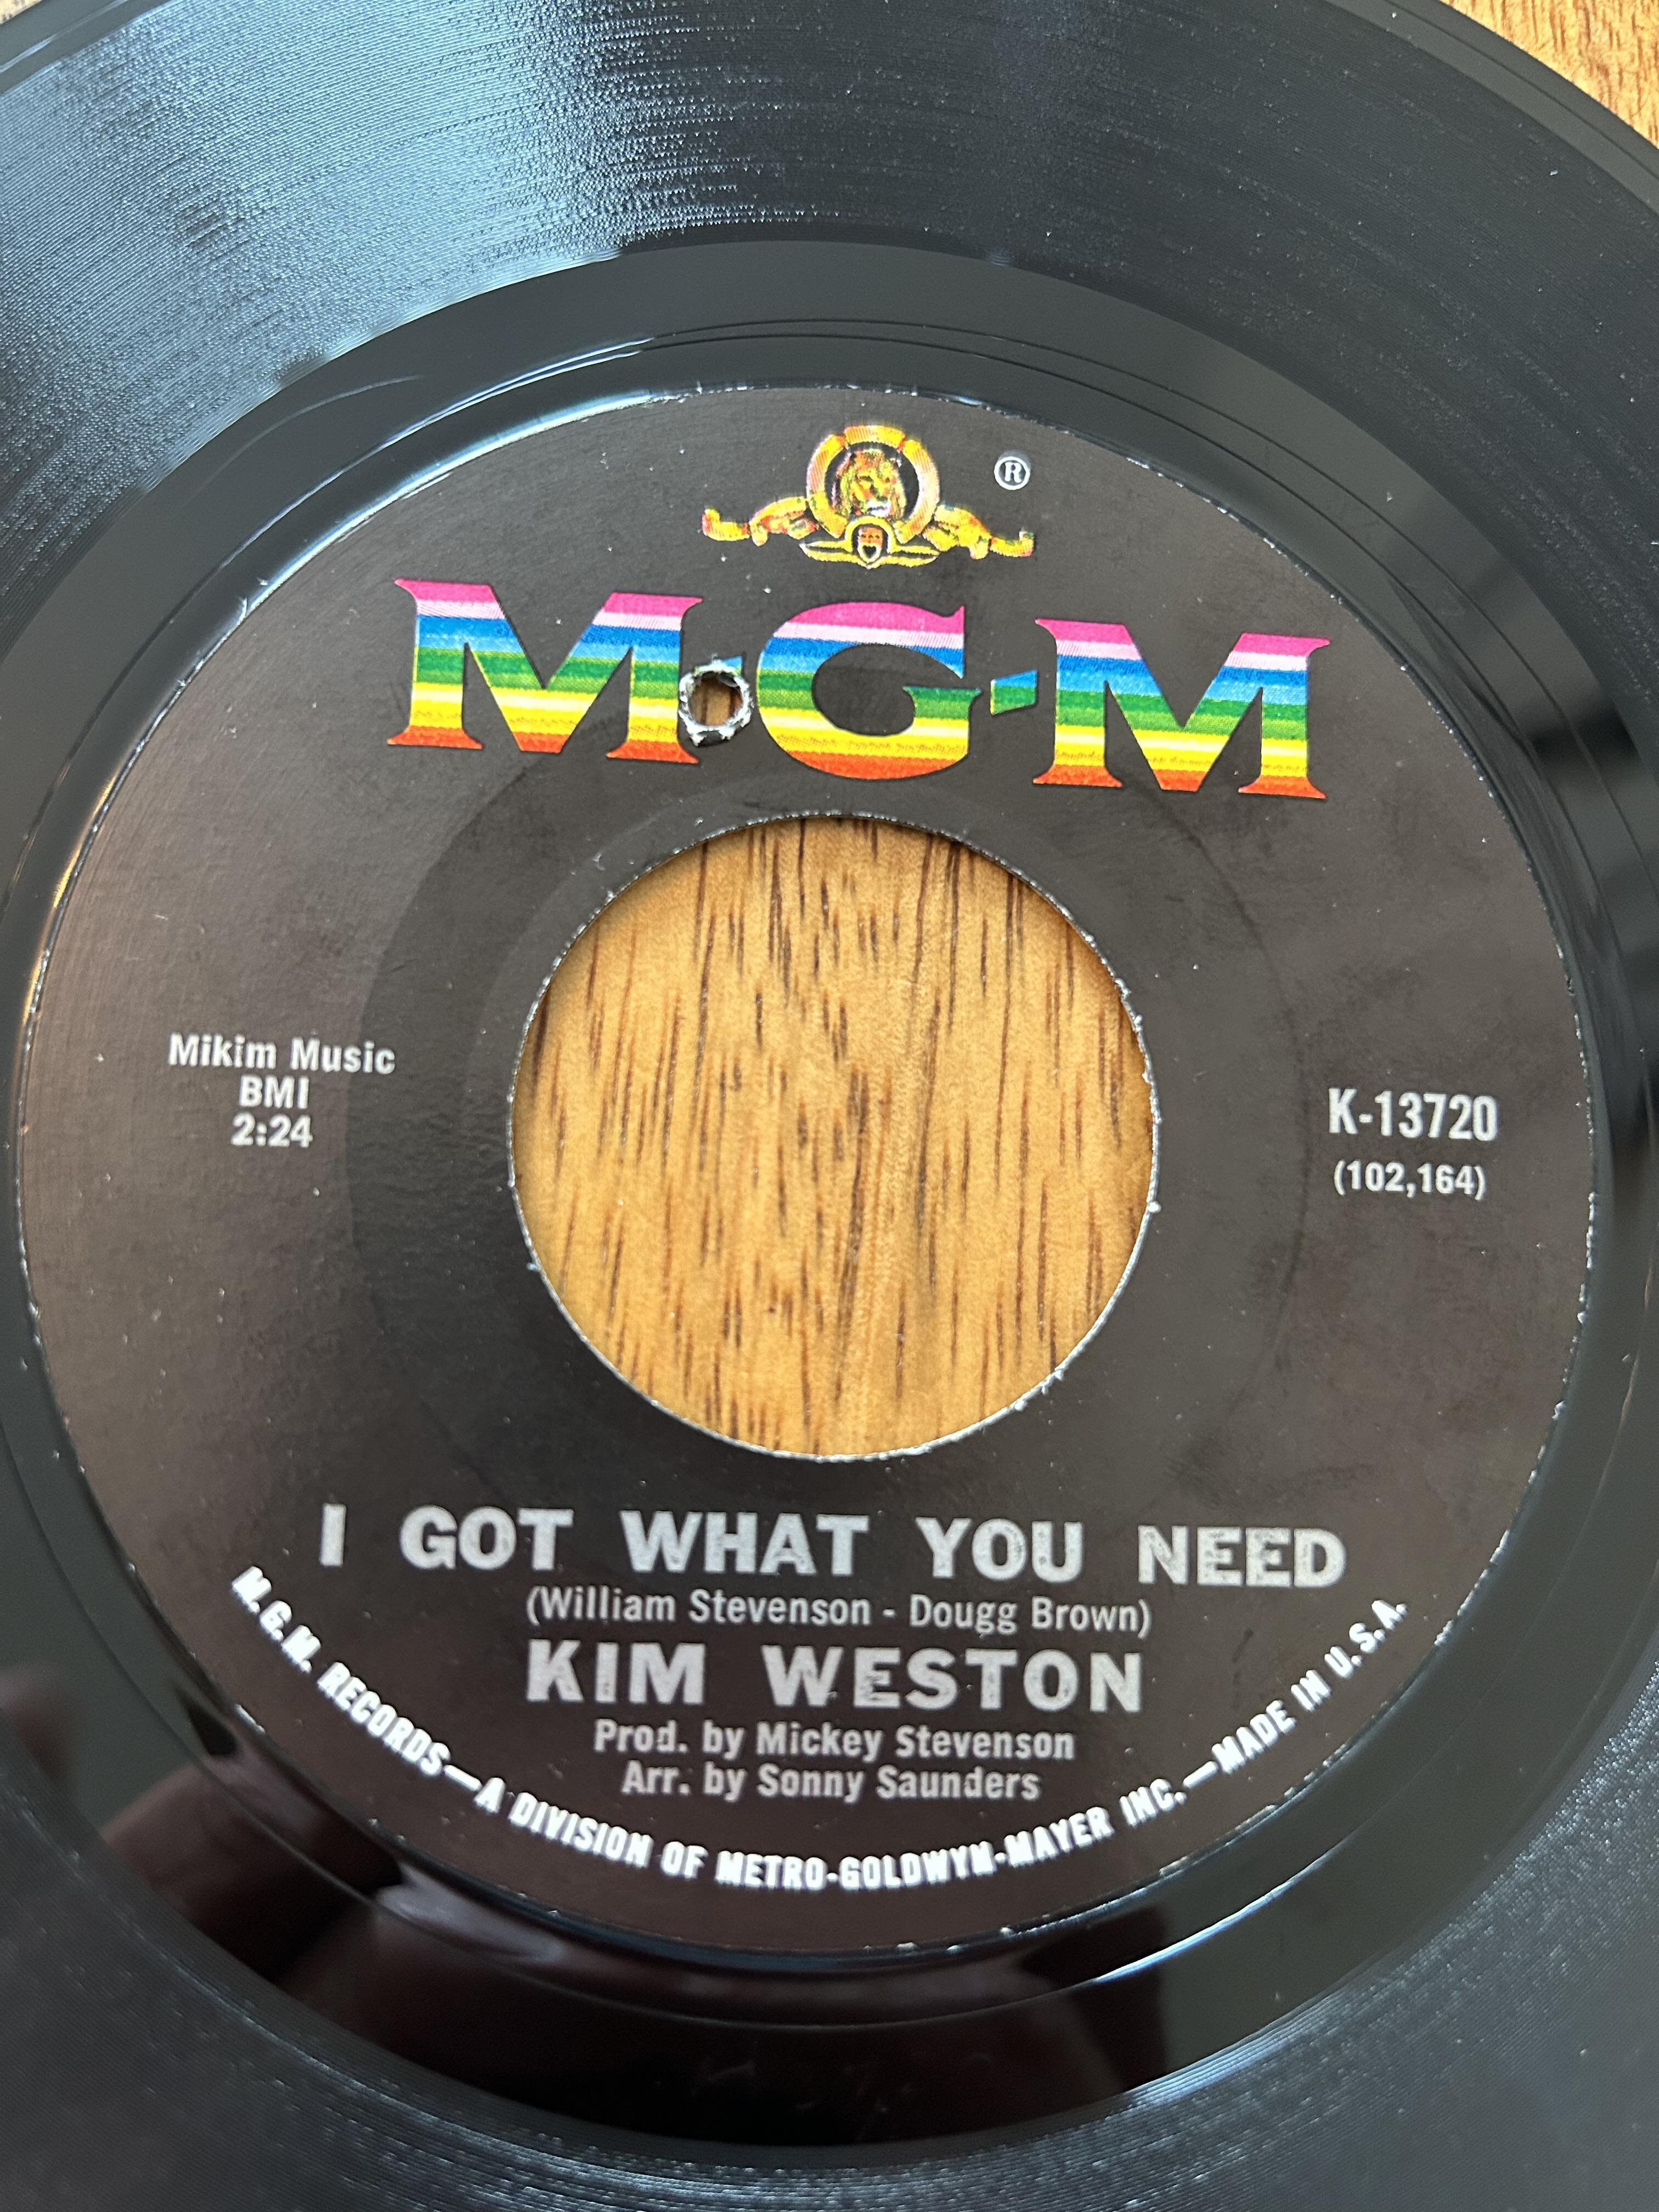 ®
M-G-M
Mikim Music
BMI
2:24
K-13720
(102,164)
I GOT WHAT YOU NEED
(William Stevenson - Dougg Brown)
KIM WESTON
Prod. by Mickey Stevenson
Arr. by Sonny Saunders
M.G.M. RECORDS—A DIVISION OF METRO-GOLDWYN-MAYER INC.—MADE IN U.S.A.